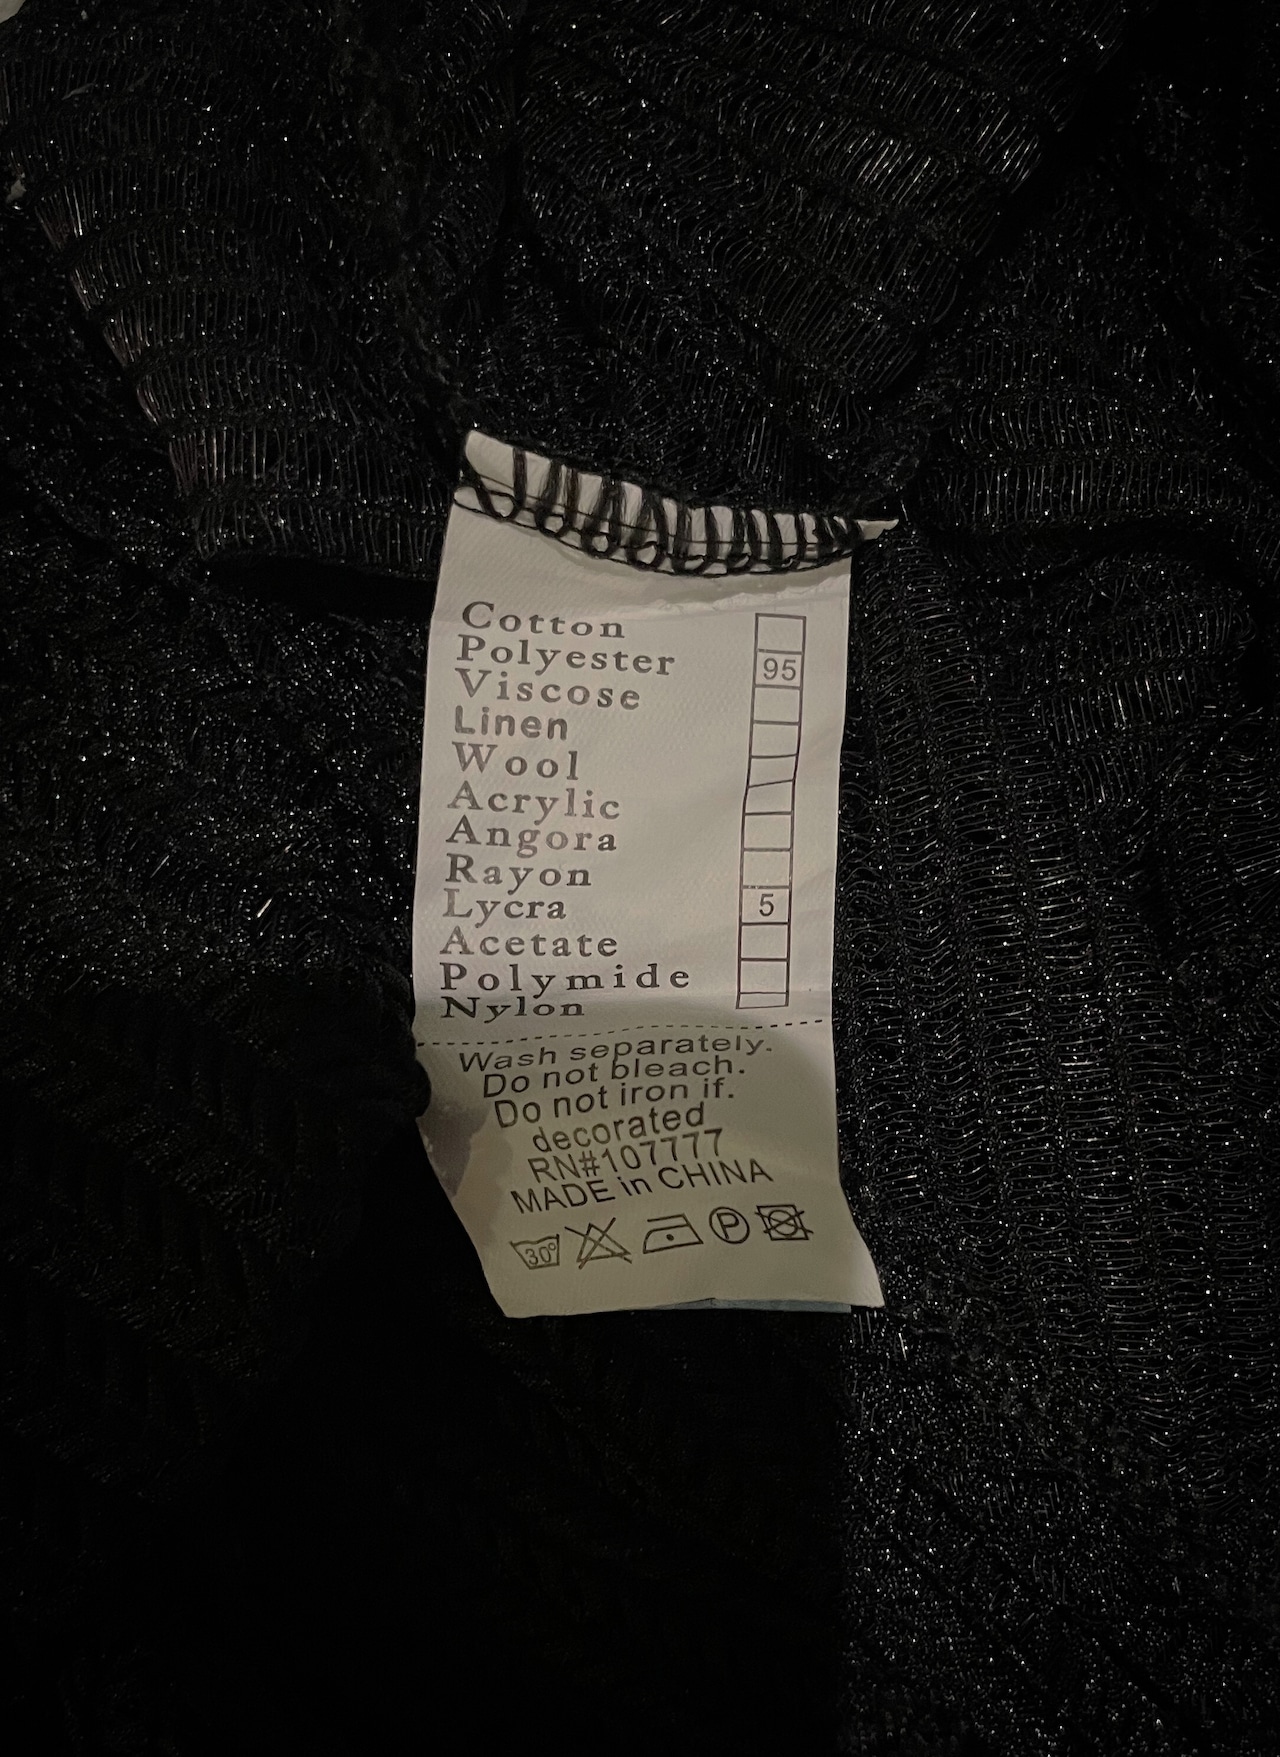 Cotton
Polyester 95
Viscose
Linen
Wool
Acrylic
Angora
Rayon
Lycra 5
Acetate
Polymide
Nylon
Wash separately.
Do not bleach.
Do not iron if.
decorated
RN#107777
MADE in CHINA
30° P